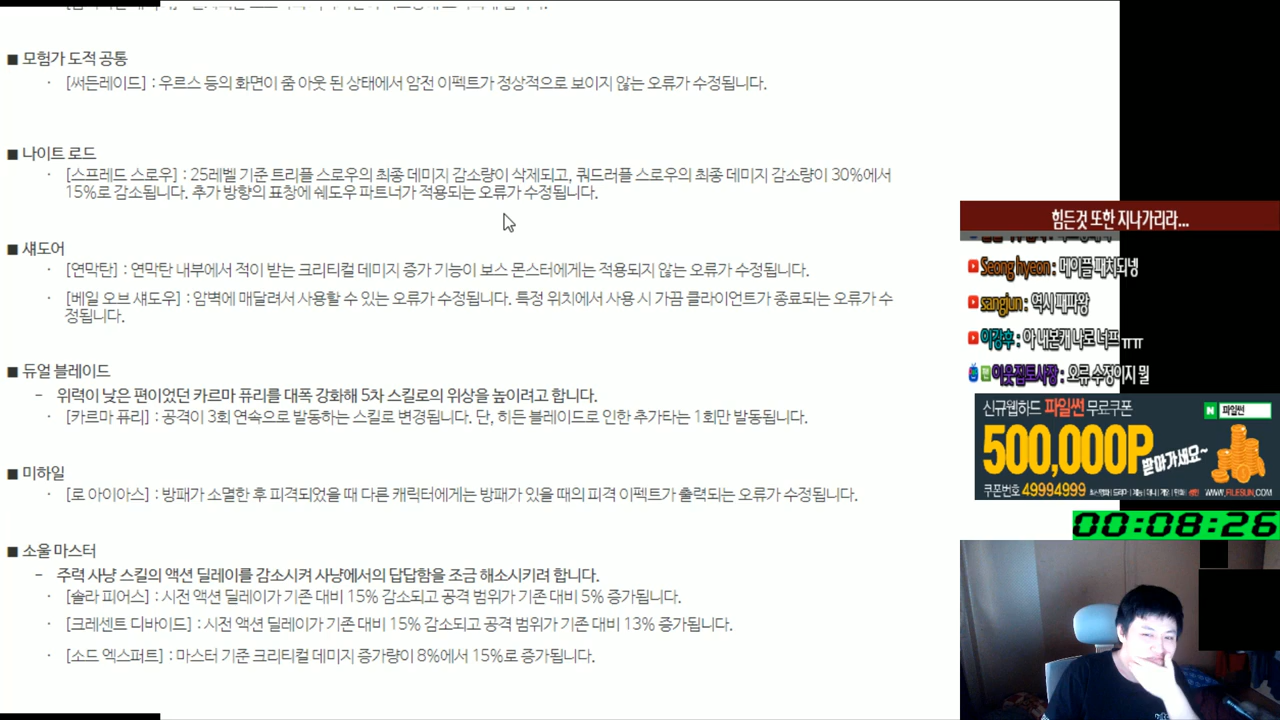 ■ 모험가 도적 공통
· [써든레이드] : 우르스 등의 화면이 줌 아웃 된 상태에서 암전 이펙트가 정상적으로 보이지 않는 오류가 수정됩니다.
■ 나이트 로드
· [스프레드 스로우] : 25레벨 기준 트리플 스로우의 최종 데미지 감소량이 삭제되고, 쿼드러플 스로우의 최종 데미지 감소량이 30%에서
15%로 감소됩니다. 추가 방향의 표창에 쉐도우 파트너가 적용되는 오류가 수정됩니다.
■ 섀도어
· [연막탄] : 연막탄 내부에서 적이 받는 크리티컬 데미지 증가 기능이 보스 몬스터에게는 적용되지 않는 오류가 수정됩니다.
· [베일 오브 섀도우] : 암벽에 매달려서 사용할 수 있는 오류가 수정됩니다. 특정 위치에서 사용 시 가끔 클라이언트가 종료되는 오류가 수
정됩니다.
■ 듀얼 블레이드
- 위력이 낮은 편이었던 카르마 퓨리를 대폭 강화해 5차 스킬로의 위상을 높이려고 합니다.
· [카르마 퓨리] : 공격이 3회 연속으로 발동하는 스킬로 변경됩니다. 단, 히든 블레이드로 인한 추가타는 1회만 발동됩니다.
■ 미하일
· [로 아이아스] : 방패가 소멸한 후 피격되었을 때 다른 캐릭터에게는 방패가 있을 때의 피격 이펙트가 출력되는 오류가 수정됩니다.
■ 소울 마스터
- 주력 사냥 스킬의 액션 딜레이를 감소시켜 사냥에서의 답답함을 조금 해소시키려 합니다.
· [솔라 피어스] : 시전 액션 딜레이가 기존 대비 15% 감소되고 공격 범위가 기존 대비 5% 증가됩니다.
· [크레센트 디바이드] : 시전 액션 딜레이가 기존 대비 15% 감소되고 공격 범위가 기존 대비 13% 증가됩니다.
· [소드 엑스퍼트] : 마스터 기준 크리티컬 데미지 증가량이 8%에서 15%로 증가됩니다.
힘든것 또한 지나가리라...
Seong hyeon : 메이플 패치되넹
sangjun : 역시 패파왕
이강후 : 아 내본캐 나로 너프ㅠㅠ
이웃집토사장 : 오류 수정이지 뭘
신규웹하드 파일썬 무료쿠폰
N 파일썬
500,000P 받아가세요~
쿠폰번호 49994999
WWW.FILESUN.COM
00:08:26